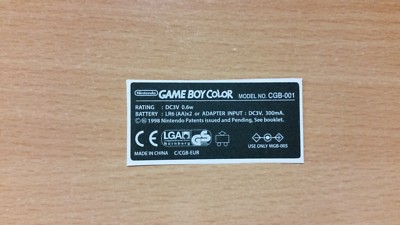 Nintendo GAME BOY COLOR MODEL NO. CGB-001
RATING : DC3V 0.6w
BATTERY : LR6 (AA)x2 or ADAPTER INPUT : DC3V. 300mA.
©Ⓟ 1998 Nintendo Patents issued and Pending, See booklet.
CE LGA Nürnberg GS
MADE IN CHINA C/CGB-EUR USE ONLY MGB-005